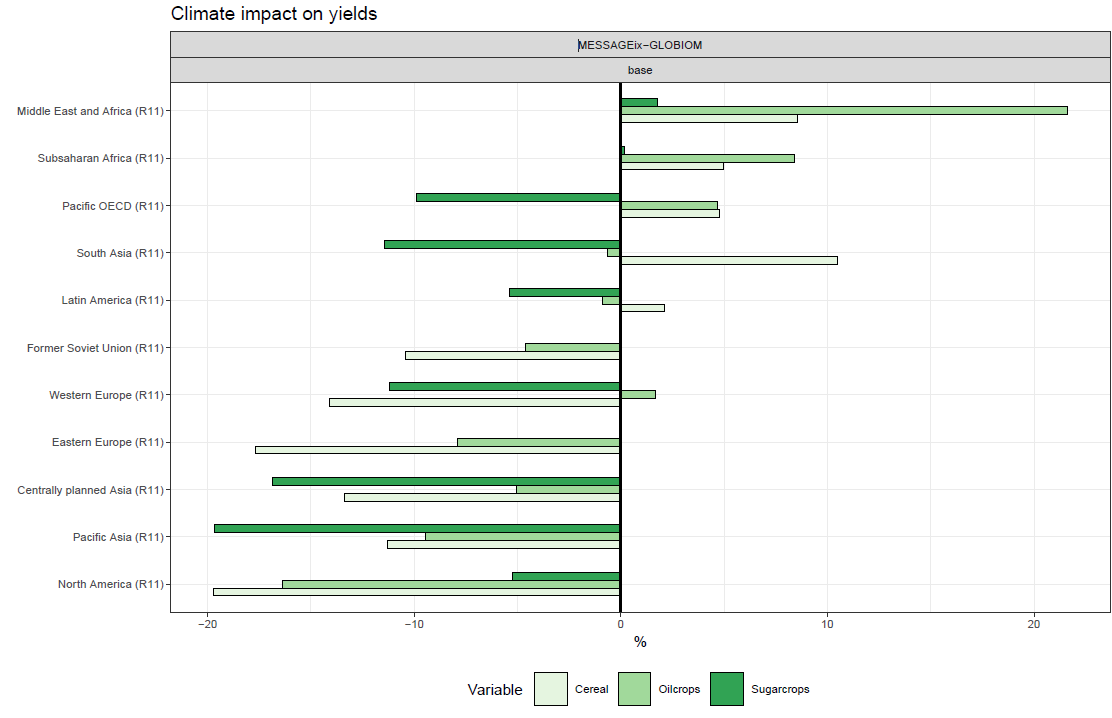 Climate impact on yields
MESSAGEix−GLOBIOM
base
Middle East and Africa (R11)
Subsaharan Africa (R11)
Pacific OECD (R11)
South Asia (R11)
Latin America (R11)
Former Soviet Union (R11)
Western Europe (R11)
Eastern Europe (R11)
Centrally planned Asia (R11)
Pacific Asia (R11)
North America (R11)
−20 −10 0 10 20
%
Variable Cereal Oilcrops Sugarcrops